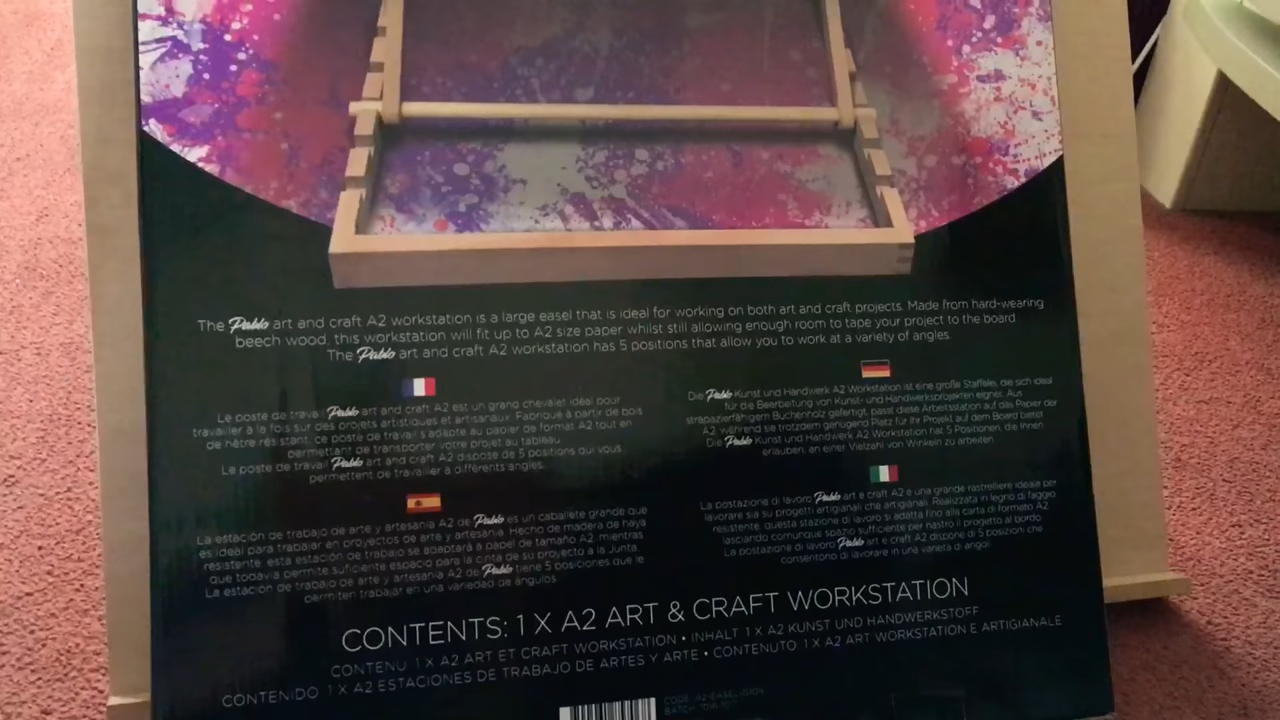 The Pablo art and craft A2 workstation is a large easel that is ideal for working on both art and craft projects. Made from hard-wearing
beech wood, this workstation will fit up to A2 size paper whilst still allowing enough room to tape your project to the board.
The Pablo art and craft A2 workstation has 5 positions that allow you to work at a variety of angles.
Le poste de travail Pablo art and craft A2 est un grand chevalet idéal pour
travailler à la fois sur des projets artistiques et artisanaux. Fabriqué à partir de bois
de hêtre résistant, ce poste de travail s'adapte au papier de format A2 tout en
permettant de transporter votre projet au tableau.
Le poste de travail Pablo art and craft A2 dispose de 5 positions qui vous
permettent de travailler à différents angles.
Die Pablo Kunst und Handwerk A2 Workstation ist eine große Staffelei, die sich ideal
für die Bearbeitung von Kunst- und Handwerksprojekten eignet. Aus
strapazierfähigem Buchenholz gefertigt, passt diese Arbeitsstation auf das Papier der
A2, während sie trotzdem genügend Platz für Ihr Projekt auf dem Board bietet.
Die Pablo Kunst und Handwerk A2 Workstation hat 5 Positionen, die Ihnen
erlauben, an einer Vielzahl von Winkeln zu arbeiten.
La estación de trabajo de arte y artesanía A2 de Pablo es un caballete grande que
es ideal para trabajar en proyectos de arte y artesanía. Hecho de madera de haya
resistente, esta estación de trabajo se adaptará a papel de tamaño A2, mientras
que todavía permite suficiente espacio para la cinta de su proyecto a la Junta.
La estación de trabajo de arte y artesanía A2 de Pablo tiene 5 posiciones que le
permiten trabajar en una variedad de ángulos.
La postazione di lavoro Pablo art e craft A2 è una grande rastrelliere ideale per
lavorare sia su progetti artigianali che artigianali. Realizzata in legno di faggio
resistente, questa stazione di lavoro si adatta fino alla carta di formato A2
lasciando comunque spazio sufficiente per nastro il progetto al bordo.
La postazione di lavoro Pablo art e craft A2 dispone di 5 posizioni che
consentono di lavorare in una varietà di angoli.
CONTENTS: 1 X A2 ART & CRAFT WORKSTATION
CONTENU 1 X A2 ART ET CRAFT WORKSTATION • INHALT 1 X A2 KUNST UND HANDWERKSTOFF
CONTENIDO 1 X A2 ESTACIONES DE TRABAJO DE ARTES Y ARTE • CONTENUTO 1 X A2 ART WORKSTATION E ARTIGIANALE
CODE:
BATCH: